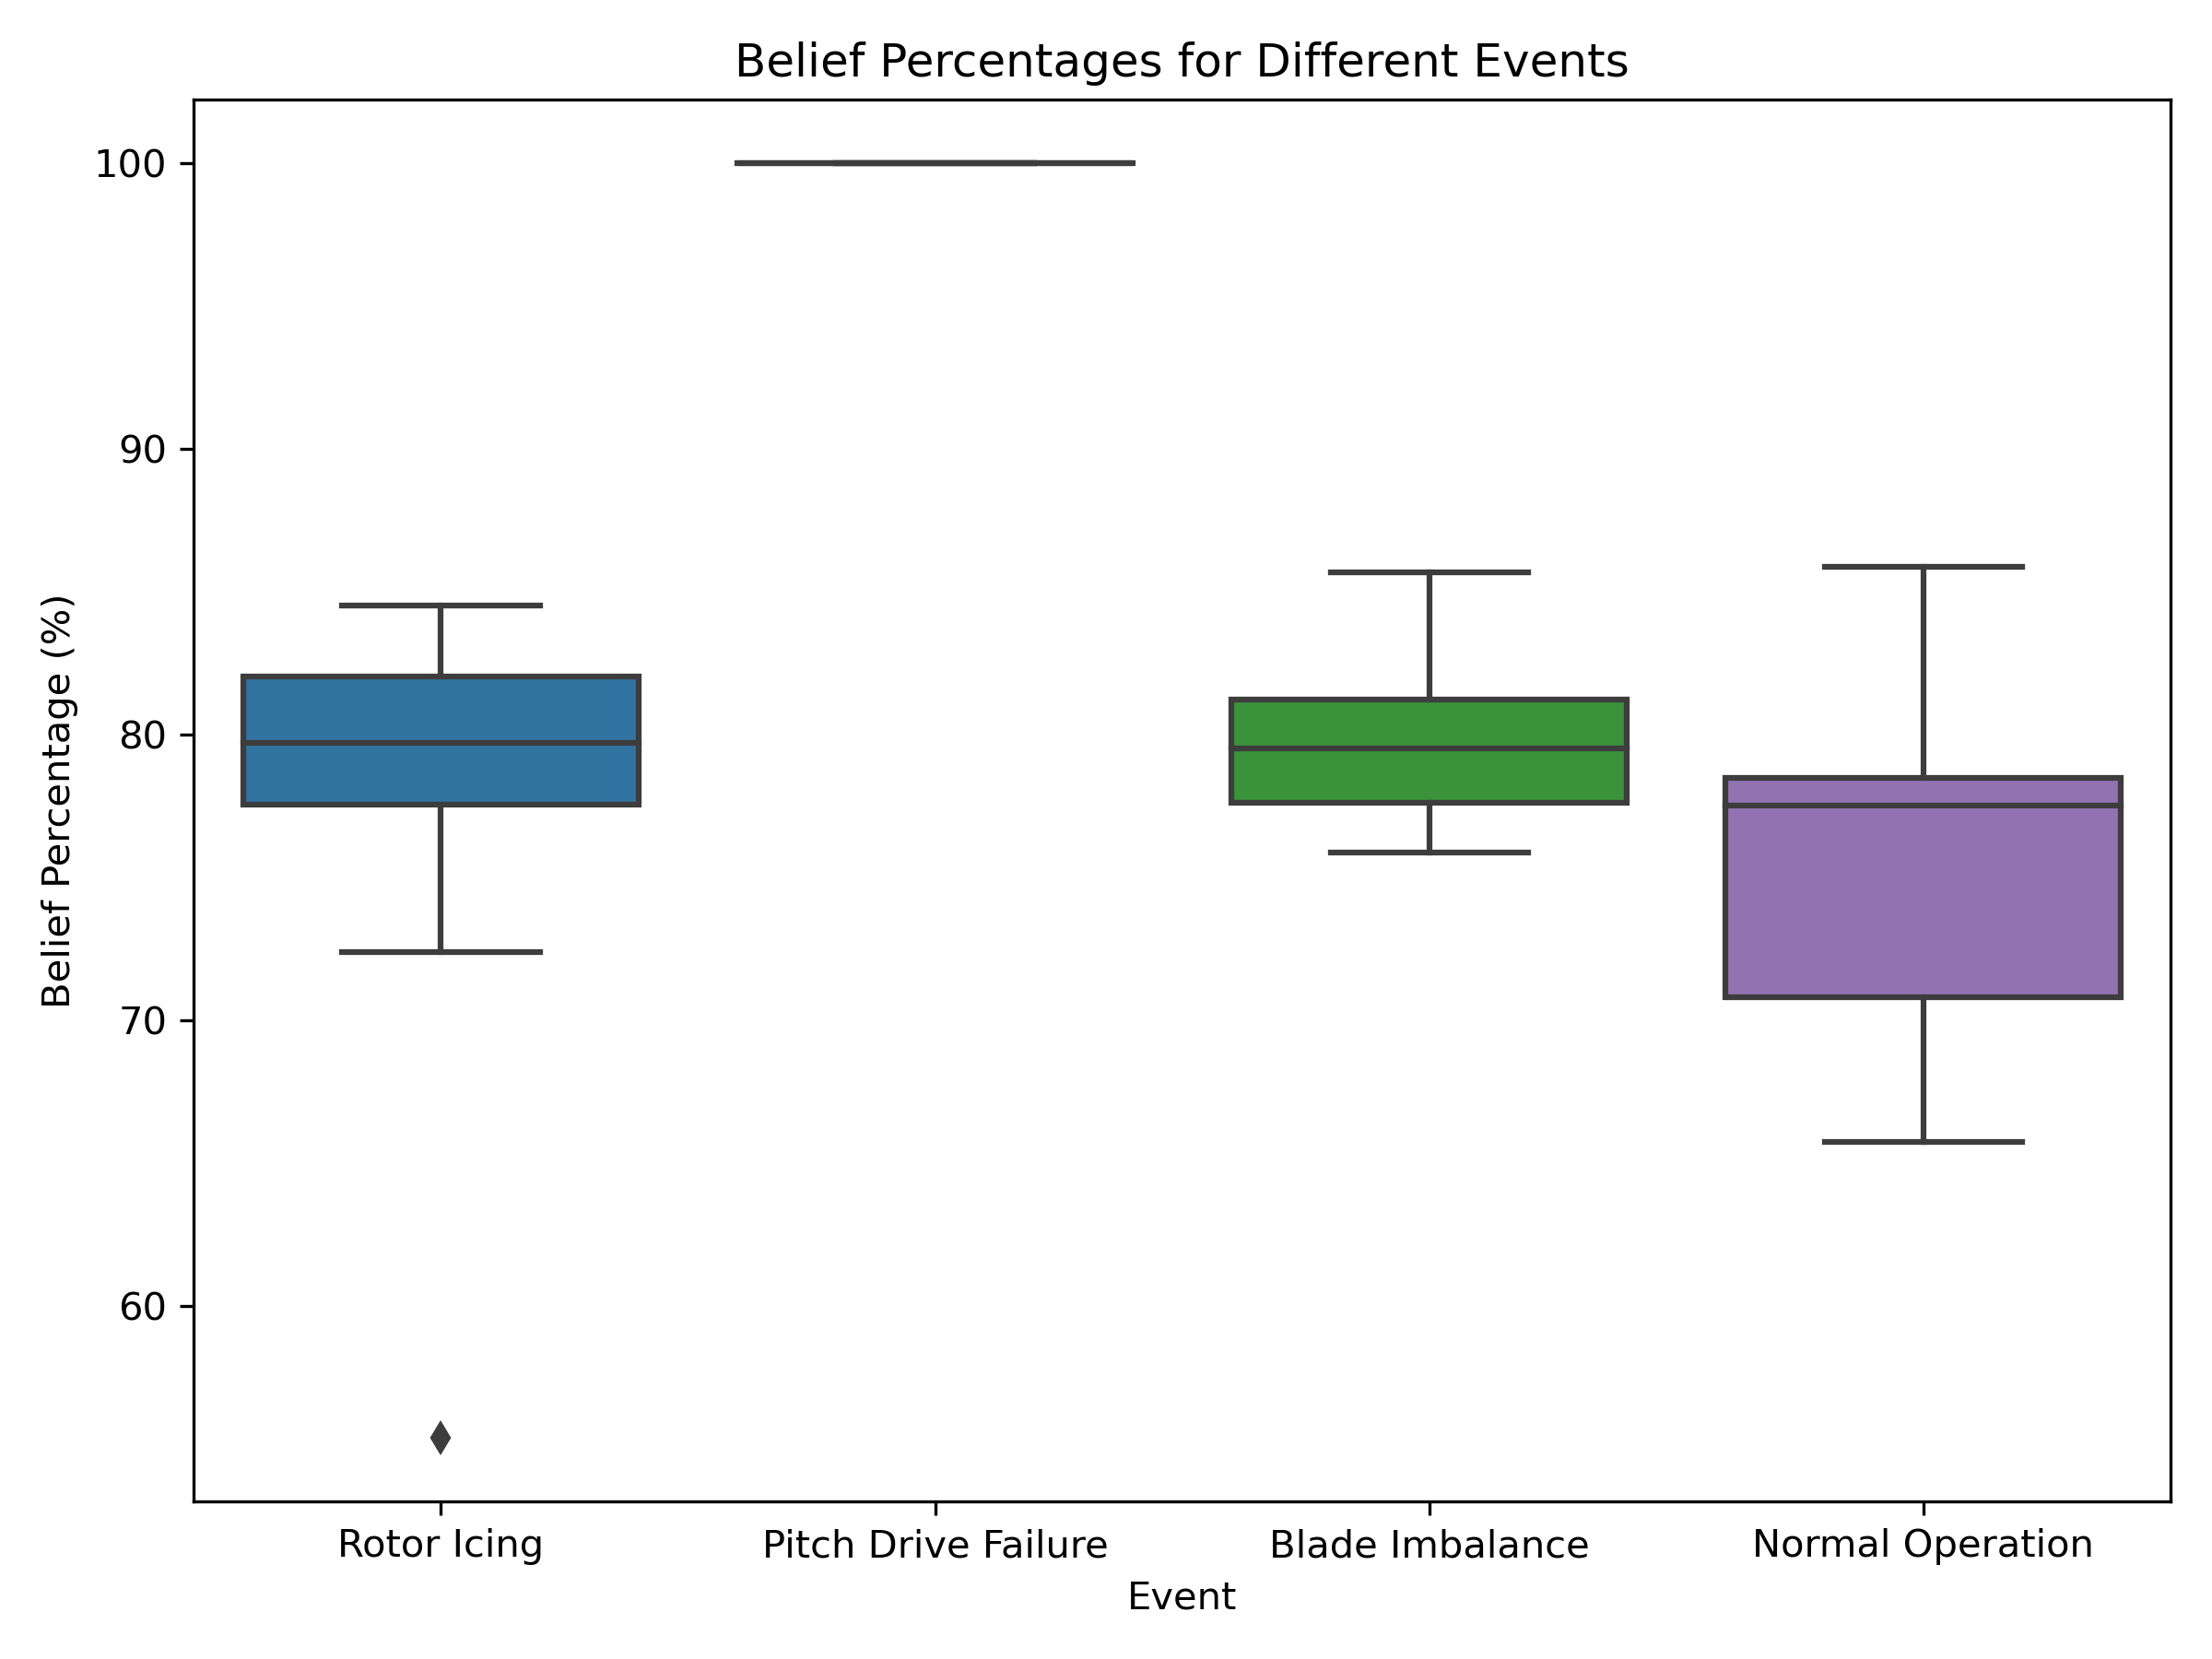 Belief Percentages for Different Events
100
90
80
70
60
Belief Percentage (%)
Rotor Icing
Pitch Drive Failure
Blade Imbalance
Normal Operation
Event